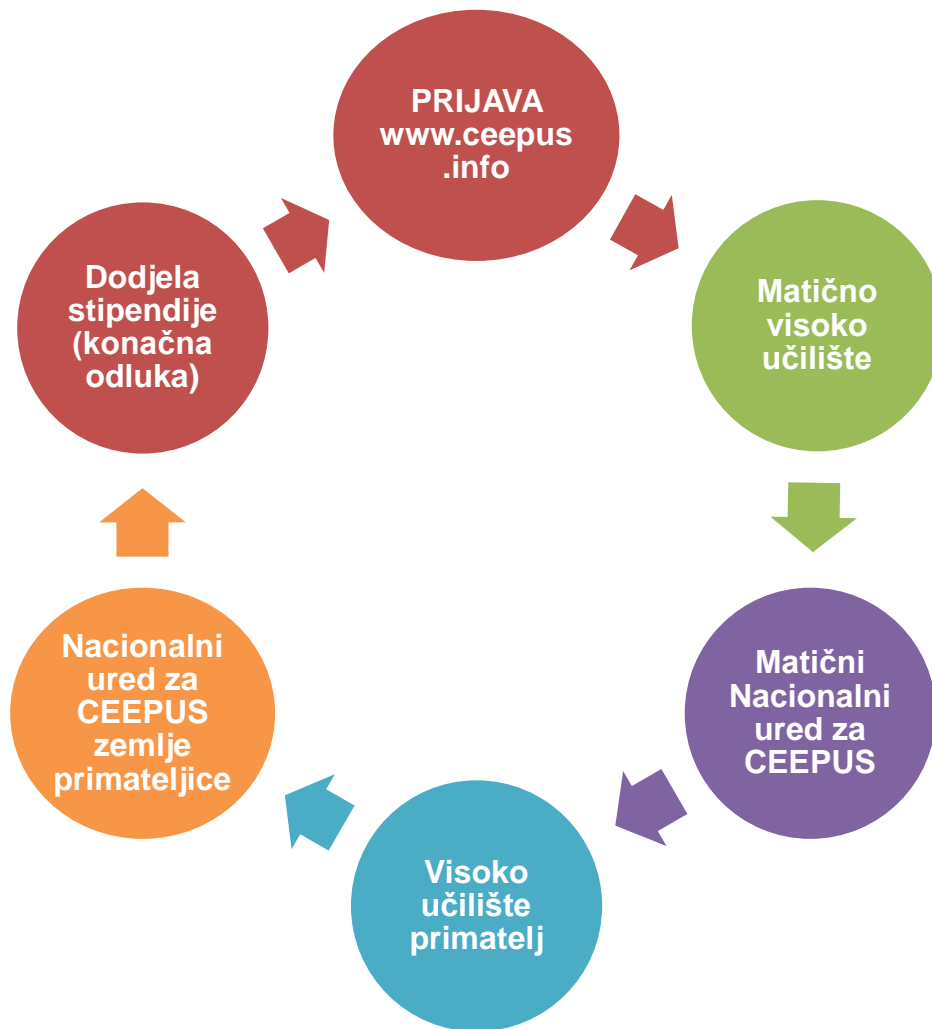 PRIJAVA
www.ceepus
.info
Matično
visoko
učilište
Matični
Nacionalni
ured za
CEEPUS
Visoko
učilište
primatelj
Nacionalni
ured za
CEEPUS
zemlje
primateljice
Dodjela
stipendije
(konačna
odluka)